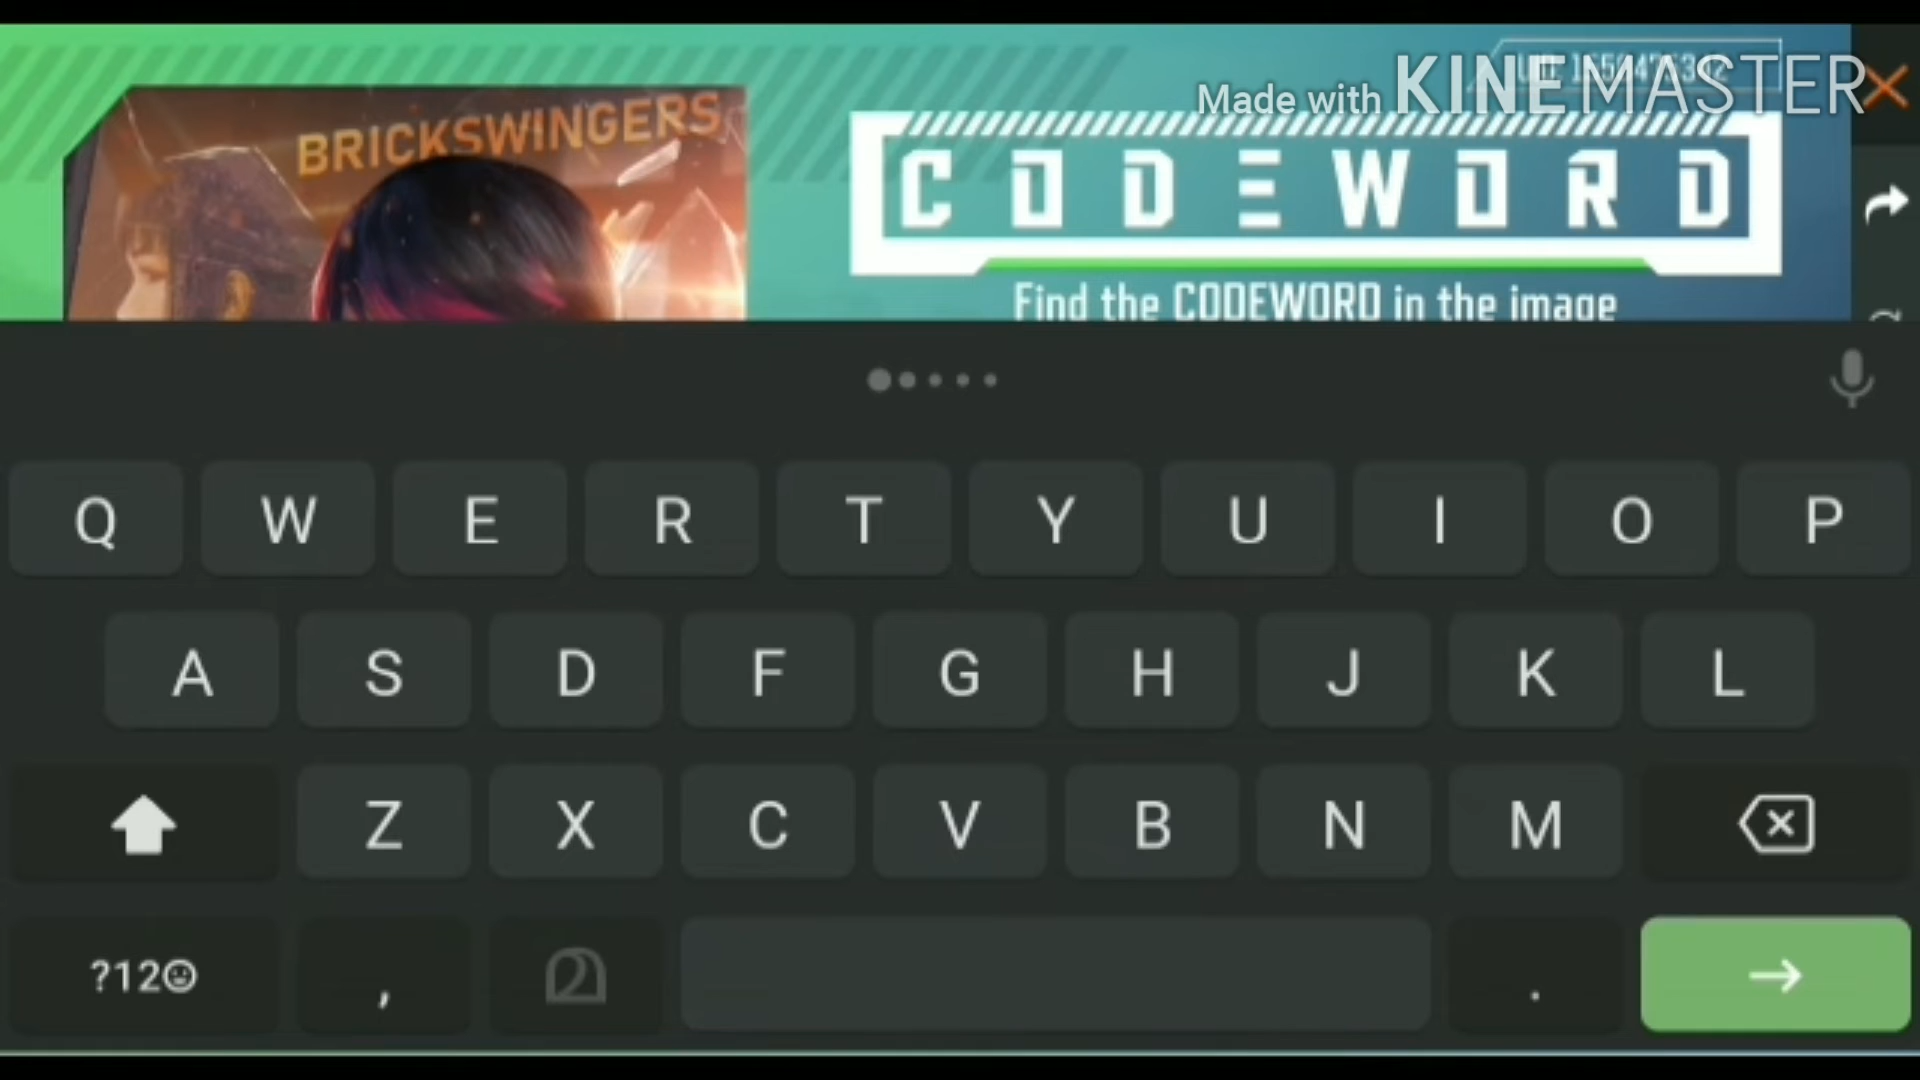 Made with KINEMASTER
BRICKSWINGERS
CODEWORD
Find the CODEWORD in the image
Q W E R T Y U I O P
A S D F G H J K L
Z X C V B N M
?12 , മ .